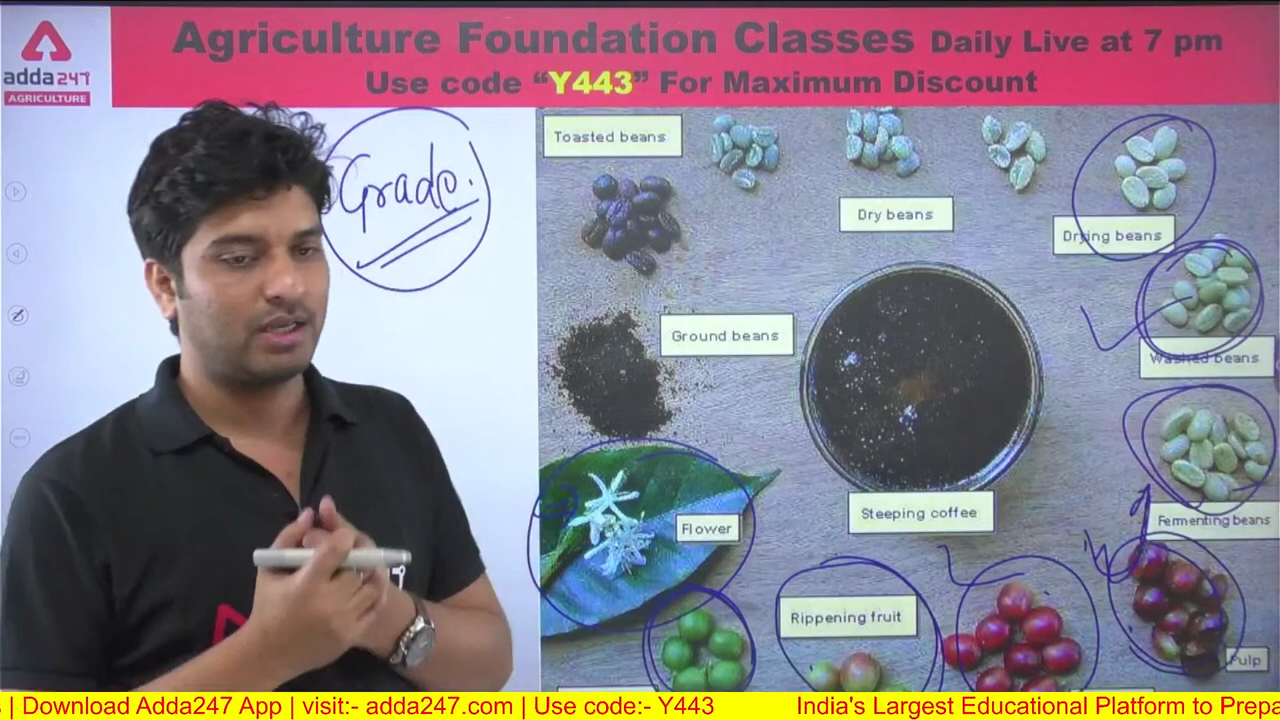 Agriculture Foundation Classes Daily Live at 7 pm
Use code “Y443” For Maximum Discount
adda247
AGRICULTURE
Grade.
Toasted beans
Dry beans
Drying beans
Ground beans
Washed beans
Steeping coffee
Fermenting beans
Flower
Rippening fruit
Pulp
| Download Adda247 App | visit:- adda247.com | Use code:- Y443
India's Largest Educational Platform to Prepa